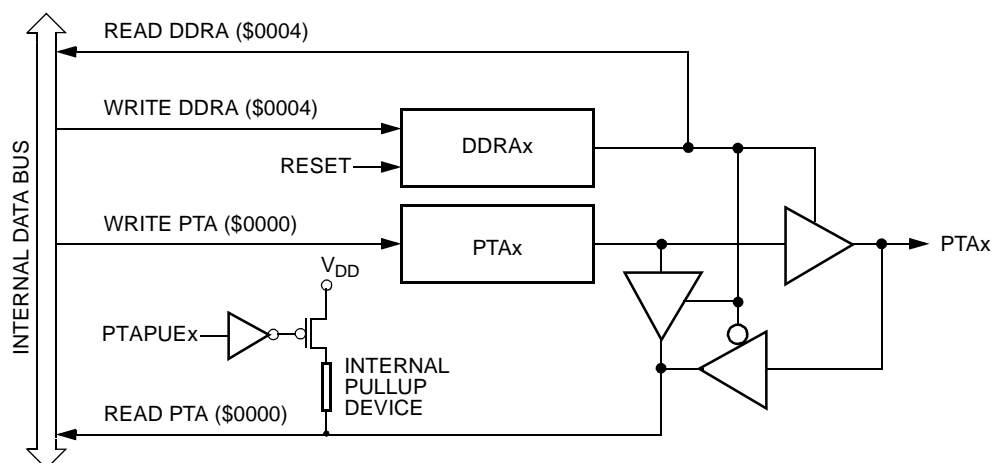 READ DDRA ($0004)
WRITE DDRA ($0004)
DDRAx
RESET
INTERNAL DATA BUS
WRITE PTA ($0000)
PTAx
PTAx
VDD
PTAPUEx
INTERNAL
PULLUP
DEVICE
READ PTA ($0000)